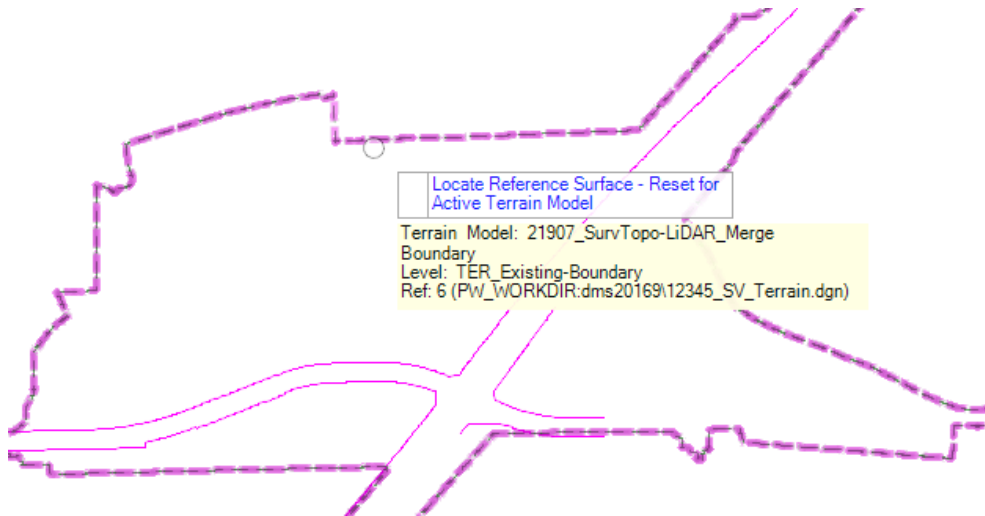 Locate Reference Surface - Reset for
Active Terrain Model
Terrain Model: 21907_SurvTopo-LiDAR_Merge
Boundary
Level: TER_Existing-Boundary
Ref: 6 (PW_WORKDIR:dms20169\12345_SV_Terrain.dgn)